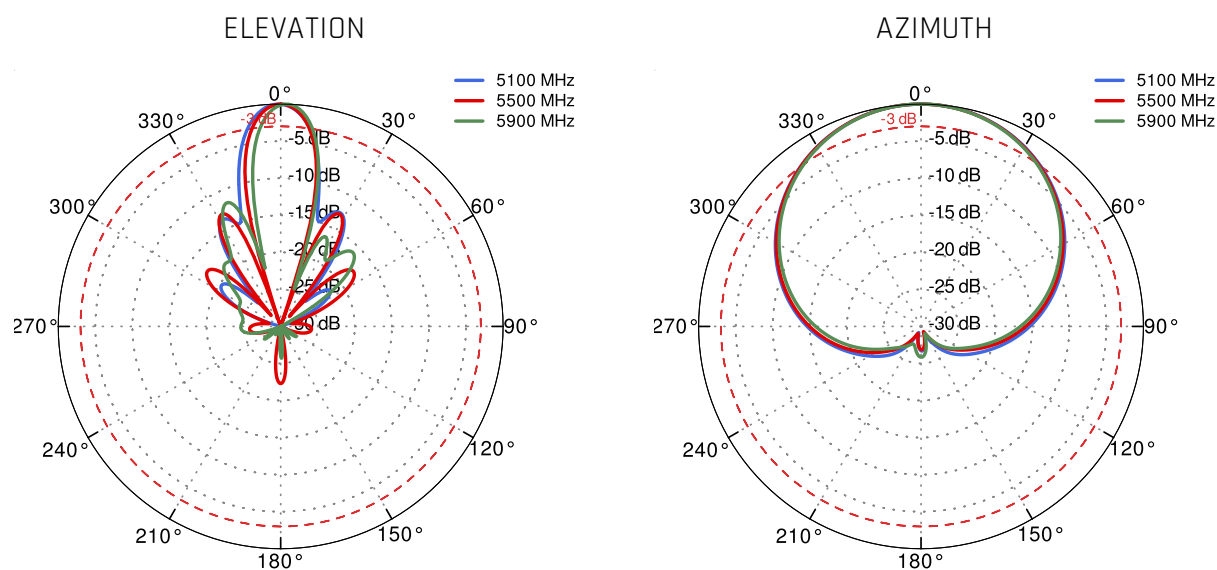 ELEVATION
5100 MHz
5500 MHz
5900 MHz
0°
30°
60°
90°
120°
150°
180°
210°
240°
270°
300°
330°
-3 dB
-5 dB
-10 dB
-15 dB
-20 dB
-25 dB
-30 dB
AZIMUTH
5100 MHz
5500 MHz
5900 MHz
0°
30°
60°
90°
120°
150°
180°
210°
240°
270°
300°
330°
-3 dB
-5 dB
-10 dB
-15 dB
-20 dB
-25 dB
-30 dB